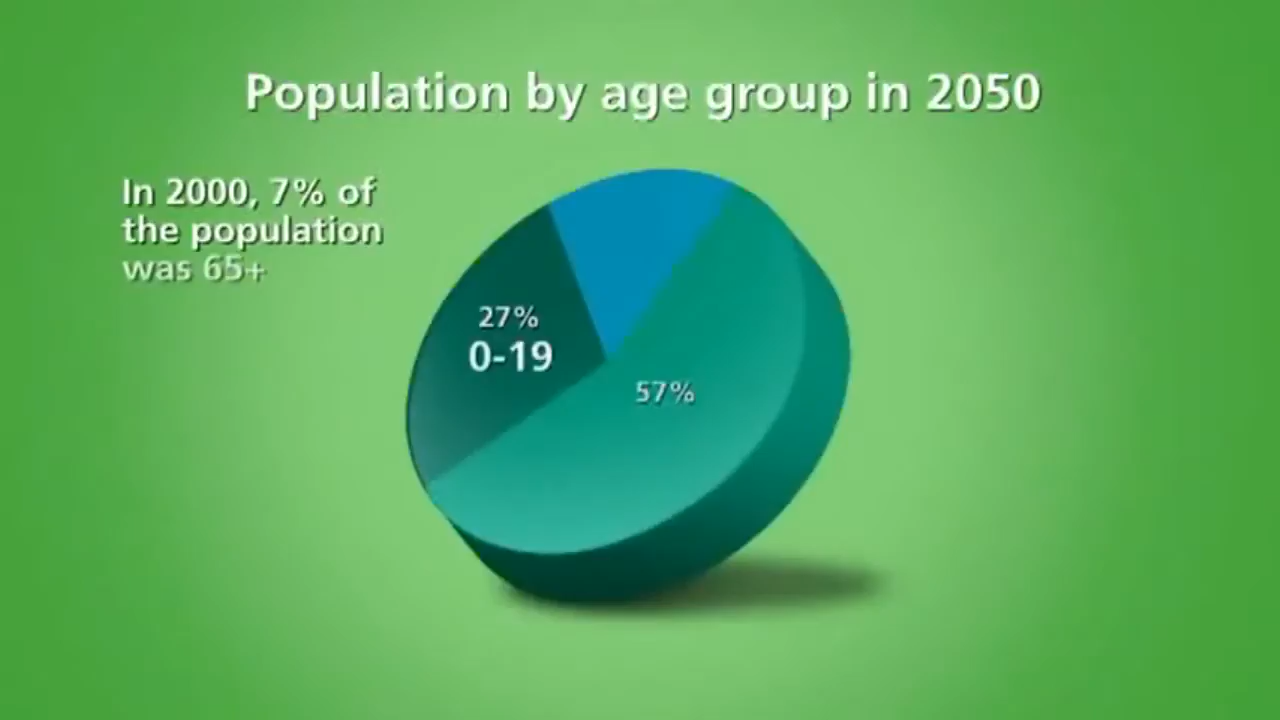 Population by age group in 2050
In 2000, 7% of
the population
was 65+
27%
0-19
57%